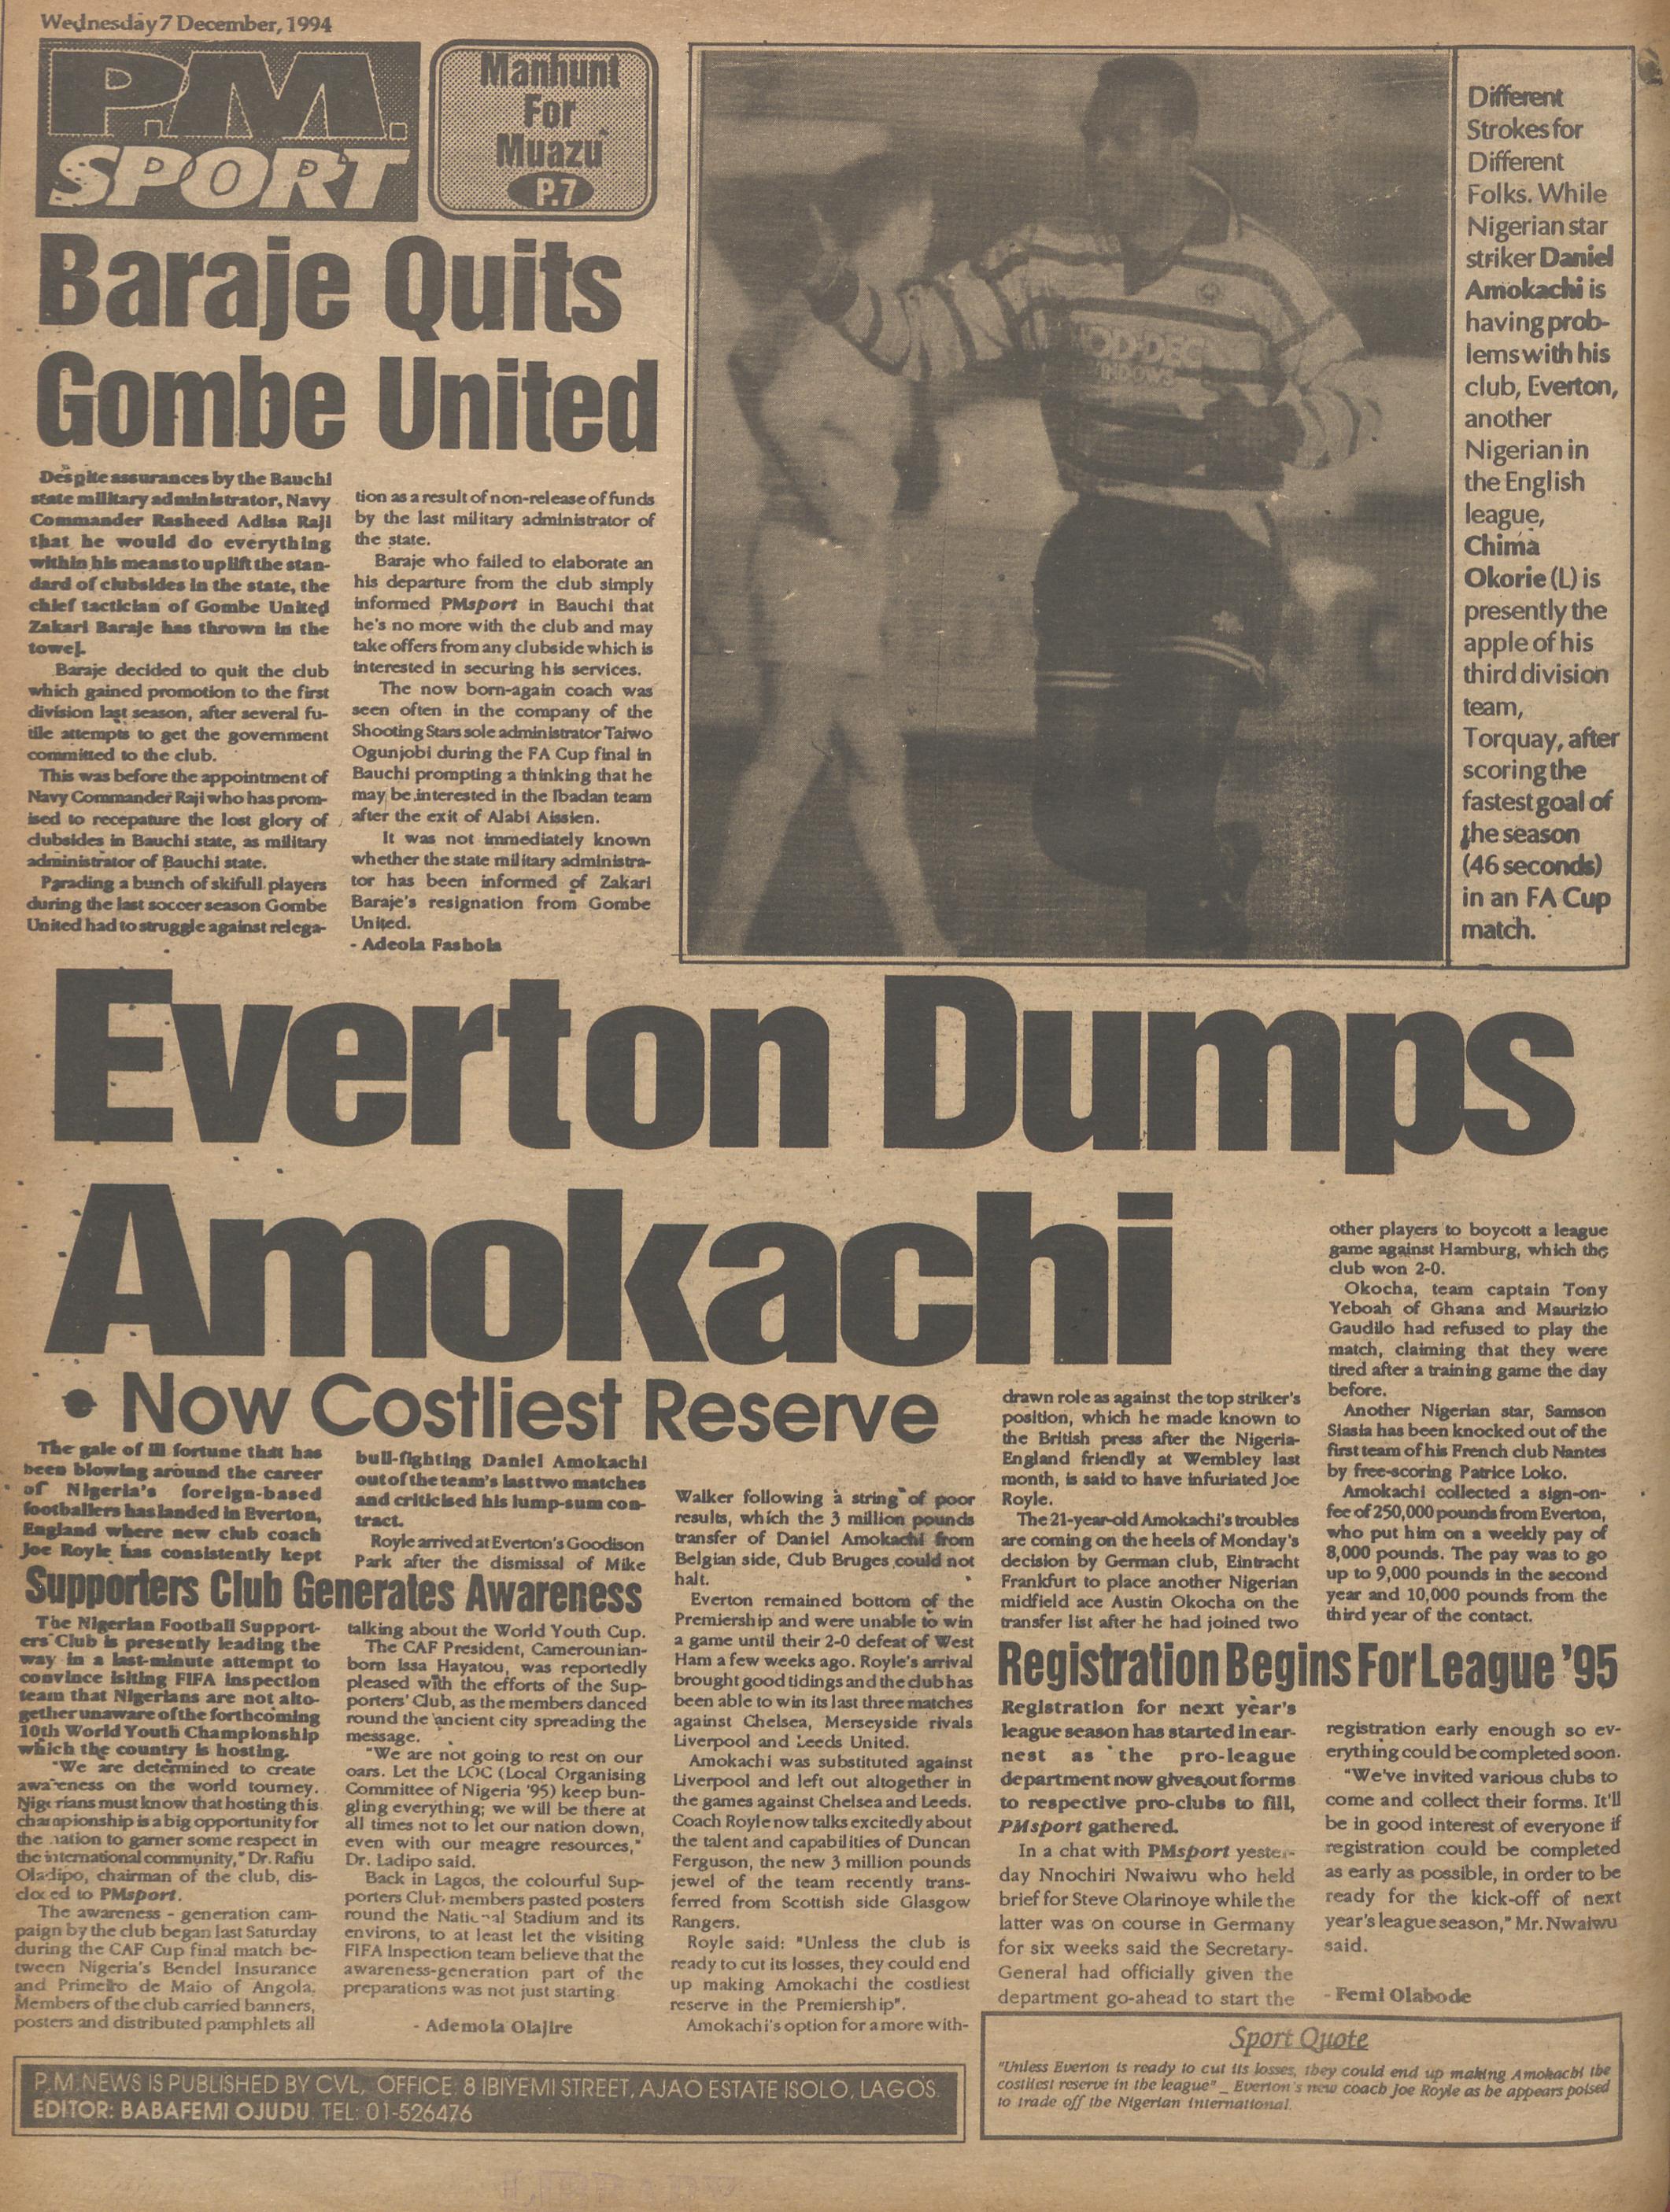 Wednesday 7 December, 1994
P.M.
SPORT
Manhunt
For
Muazu
P.7
Baraje Quits
Gombe United
Despite assurances by the Bauchi
state military administrator, Navy
Commander Rasheed Adisa Raji
that he would do everything
within his means to uplift the stan-
dard of clubsides in the state, the
chief tactician of Gombe United
Zakari Baraje has thrown in the
towel.
Baraje decided to quit the club
which gained promotion to the first
division last season, after several fu-
tile attempts to get the government
committed to the club.
This was before the appointment of
Navy Commander Raji who has prom-
ised to recepature the lost glory of
clubsides in Bauchi state, as military
administrator of Bauchi state.
Parading a bunch of skifull players
during the last soccer season Gombe
United had to struggle against relega-
tion as a result of non-release of funds
by the last military administrator of
the state.
Baraje who failed to elaborate an
his departure from the club simply
informed PMsport in Bauchi that
he's no more with the club and may
take offers from any clubside which is
interested in securing his services.
The now born-again coach was
seen often in the company of the
Shooting Stars sole administrator Taiwo
Ogunjobi during the FA Cup final in
Bauchi prompting a thinking that he
may be interested in the Ibadan team
after the exit of Alabi Aissien.
It was not immediately known
whether the state military administra-
tor has been informed of Zakari
Baraje's resignation from Gombe
United.
- Adeola Fashola
Different
Strokes for
Different
Folks. While
Nigerian star
striker Daniel
Amokachi is
having prob-
lems with his
club, Everton,
another
Nigerian in
the English
league,
Chima
Okorie (L) is
presently the
apple of his
third division
team,
Torquay, after
scoring the
fastest goal of
the season
(46 seconds)
in an FA Cup
match.
Everton Dumps
Amokachi
• Now Costliest Reserve
The gale of ill fortune that has
been blowing around the career
of Nigeria's foreign-based
footballers has landed in Everton,
England where new club coach
Joe Royle has consistently kept
bull-fighting Daniel Amokachi
out of the team's last two matches
and criticised his lump-sum con-
tract.
Royle arrived at Everton's Goodison
Park after the dismissal of Mike
Walker following a string of poor
results, which the 3 million pounds
transfer of Daniel Amokachi from
Belgian side, Club Bruges could not
halt.
Everton remained bottom of the
Premiership and were unable to win
a game until their 2-0 defeat of West
Ham a few weeks ago. Royle's arrival
brought good tidings and the club has
been able to win its last three matches
against Chelsea, Merseyside rivals
Liverpool and Leeds United.
Amokachi was substituted against
Liverpool and left out altogether in
the games against Chelsea and Leeds.
Coach Royle now talks excitedly about
the talent and capabilities of Duncan
Ferguson, the new 3 million pounds
jewel of the team recently trans-
ferred from Scottish side Glasgow
Rangers.
Royle said: "Unless the club is
ready to cut its losses, they could end
up making Amokachi the costliest
reserve in the Premiership".
Amokachi's option for a more with-
drawn role as against the top striker's
position, which he made known to
the British press after the Nigeria-
England friendly at Wembley last
month, is said to have infuriated Joe
Royle.
The 21-year-old Amokachi's troubles
are coming on the heels of Monday's
decision by German club, Eintracht
Frankfurt to place another Nigerian
midfield ace Austin Okocha on the
transfer list after he had joined two
other players to boycott a league
game against Hamburg, which the
club won 2-0.
Okocha, team captain Tony
Yeboah of Ghana and Maurizio
Gaudilo had refused to play the
match, claiming that they were
tired after a training game the day
before.
Another Nigerian star, Samson
Siasia has been knocked out of the
first team of his French club Nantes
by free-scoring Patrice Loko.
Amokachi collected a sign-on-
fee of 250,000 pounds from Everton,
who put him on a weekly pay of
8,000 pounds. The pay was to go
up to 9,000 pounds in the second
year and 10,000 pounds from the
third year of the contact.
Supporters Club Generates Awareness
The Nigerian Football Support-
ers' Club is presently leading the
way in a last-minute attempt to
convince isiting FIFA inspection
team that Nigerians are not alto-
gether unaware of the forthcoming
10th World Youth Championship
which the country is hosting.
"We are determined to create
awareness on the world tourney.
Nigerians must know that hosting this
championship is a big opportunity for
the nation to garner some respect in
the international community," Dr. Rafiu
Oladipo, chairman of the club, dis-
closed to PMsport.
The awareness - generation cam-
paign by the club began last Saturday
during the CAF Cup final match be-
tween Nigeria's Bendel Insurance
and Primeiro de Maio of Angola.
Members of the club carried banners,
posters and distributed pamphlets all
talking about the World Youth Cup.
The CAF President, Camerounian-
born Issa Hayatou, was reportedly
pleased with the efforts of the Sup-
porters' Club, as the members danced
round the ancient city spreading the
message.
"We are not going to rest on our
oars. Let the LOC (Local Organising
Committee of Nigeria '95) keep bun-
gling everything; we will be there at
all times not to let our nation down,
even with our meagre resources,"
Dr. Ladipo said.
Back in Lagos, the colourful Sup-
porters Club members pasted posters
round the National Stadium and its
environs, to at least let the visiting
FIFA Inspection team believe that the
awareness-generation part of the
preparations was not just starting.
- Ademola Olajire
Registration Begins For League '95
Registration for next year's
league season has started in ear-
nest as the pro-league
department now gives out forms
to respective pro-clubs to fill,
PMsport gathered.
In a chat with PMsport yester-
day Nnochiri Nwaiwu who held
brief for Steve Olarinoye while the
latter was on course in Germany
for six weeks said the Secretary-
General had officially given the
department go-ahead to start the
registration early enough so ev-
erything could be completed soon.
"We've invited various clubs to
come and collect their forms. It'll
be in good interest of everyone if
registration could be completed
as early as possible, in order to be
ready for the kick-off of next
year's league season," Mr. Nwaiwu
said.
- Femi Olabode
Sport Quote
"Unless Everton is ready to cut its losses, they could end up making Amokachi the
costliest reserve in the league" _ Everton's new coach Joe Royle as he appears poised
to trade off the Nigerian international.
P.M. NEWS IS PUBLISHED BY CVL, OFFICE: 8 IBIYEMI STREET, AJAO ESTATE ISOLO, LAGOS.
EDITOR: BABAFEMI OJUDU. TEL: 01-526476